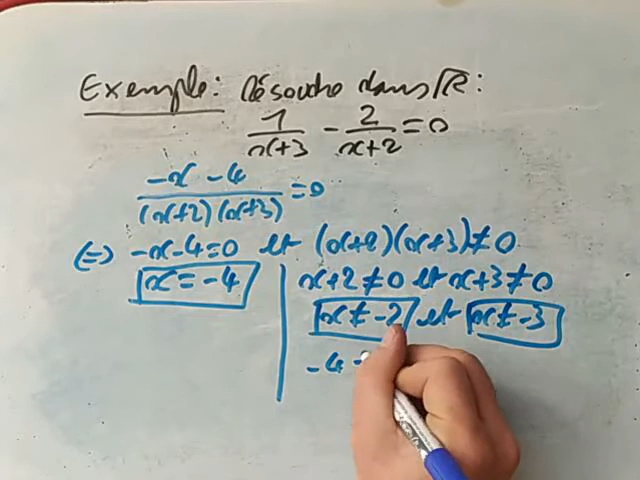 Exemple: Résoudre dans ℝ:
1/(x+3) - 2/(x+2) = 0
(-x - 4)/((x+2)(x+3)) = 0
⇔ -x-4=0 et (x+2)(x+3)≠0
x=-4 | x+2≠0 et x+3≠0
x≠-2 et x≠-3
-4